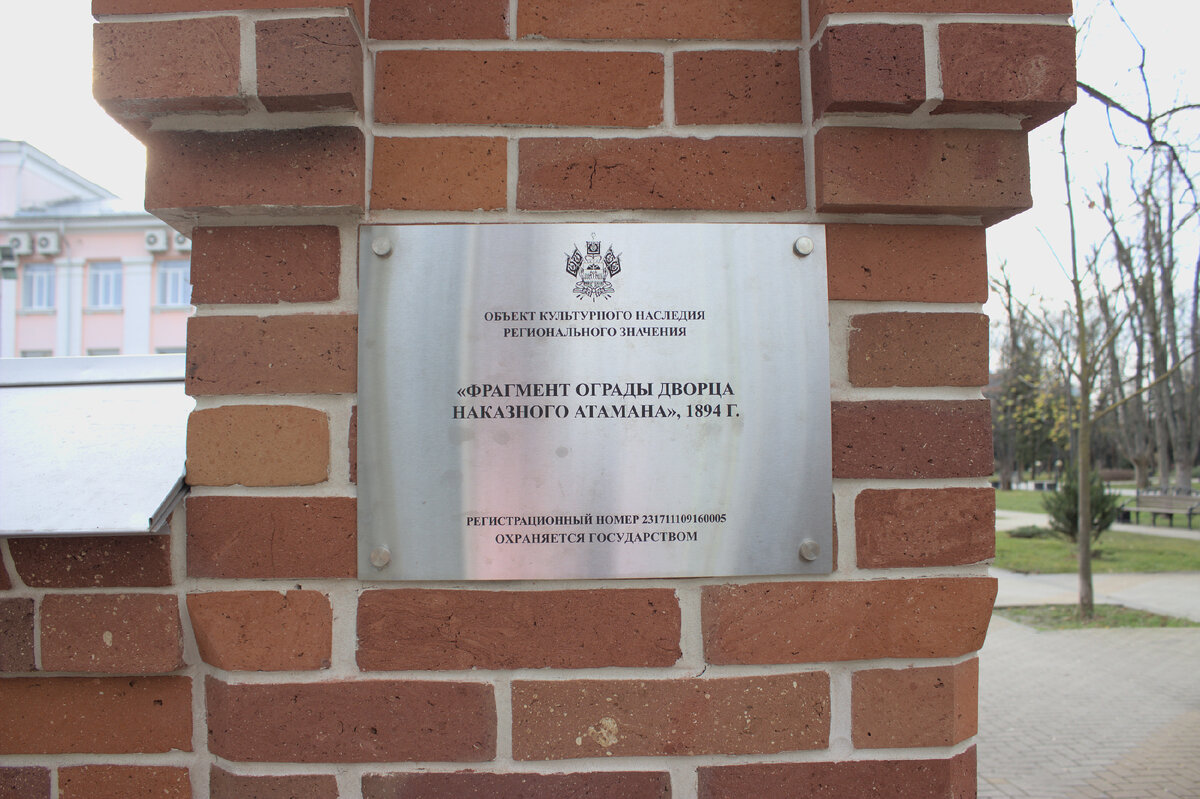 ОБЪЕКТ КУЛЬТУРНОГО НАСЛЕДИЯ
РЕГИОНАЛЬНОГО ЗНАЧЕНИЯ
«ФРАГМЕНТ ОГРАДЫ ДВОРЦА
НАКАЗНОГО АТАМАНА», 1894 Г.
РЕГИСТРАЦИОННЫЙ НОМЕР 231711109160005
ОХРАНЯЕТСЯ ГОСУДАРСТВОМ